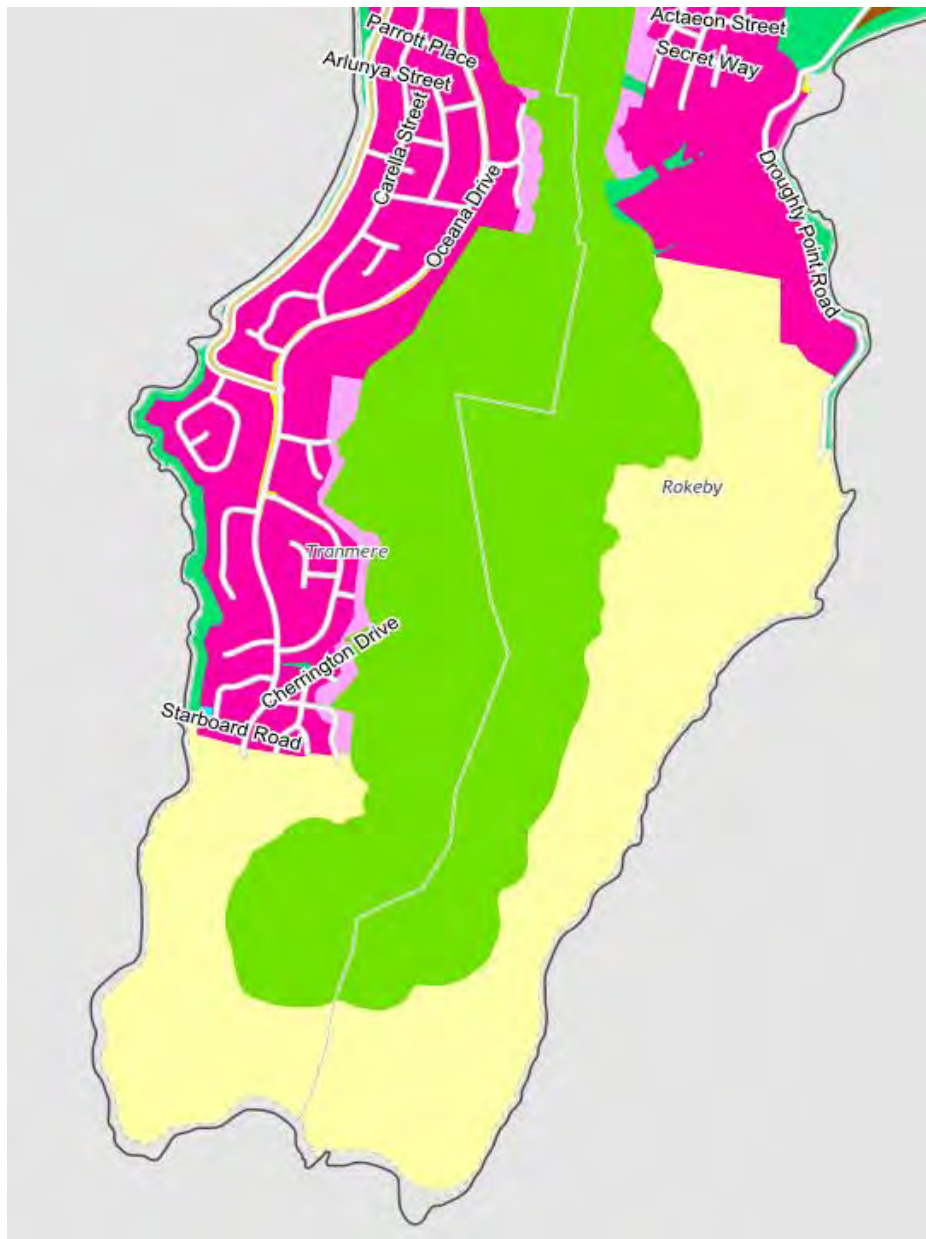 Actaeon Street
Parrott Place
Secret Way
Arlunya Street
Carella Street
Oceana Drive
Droughty Point Road
Rokeby
Tranmere
Cherrington Drive
Starboard Road